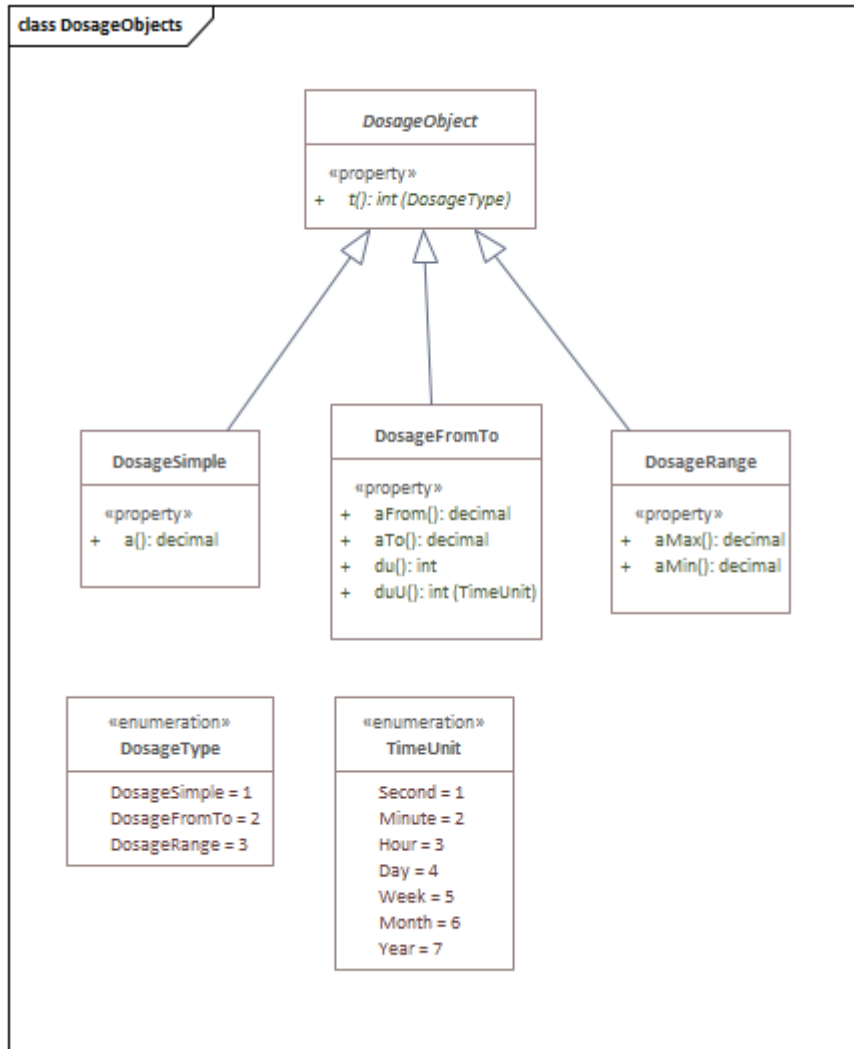 class DosageObjects
DosageObject
«property»
+ t(): int (DosageType)
DosageSimple
«property»
+ a(): decimal
DosageFromTo
«property»
+ aFrom(): decimal
+ aTo(): decimal
+ du(): int
+ duU(): int (TimeUnit)
DosageRange
«property»
+ aMax(): decimal
+ aMin(): decimal
«enumeration»
DosageType
DosageSimple = 1
DosageFromTo = 2
DosageRange = 3
«enumeration»
TimeUnit
Second = 1
Minute = 2
Hour = 3
Day = 4
Week = 5
Month = 6
Year = 7